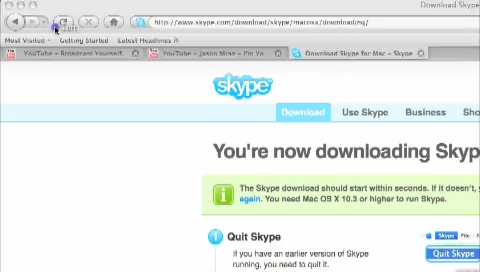 Download Skype
http://www.skype.com/download/skype/macosx/downloading/
Most Visited Getting Started Latest Headlines
YouTube - Broadcast Yourself. YouTube - Jason Mraz - I'm Yo Download Skype for Mac - Skype
skype
Download Use Skype Business Sho
You're now downloading Skyp
The Skype download should start within seconds. If it doesn't,
again. You need Mac OS X 10.3 or higher to run Skype.
1 Quit Skype
If you have an earlier version of Skype
running, you need to quit it.
Skype File
Quit Skype